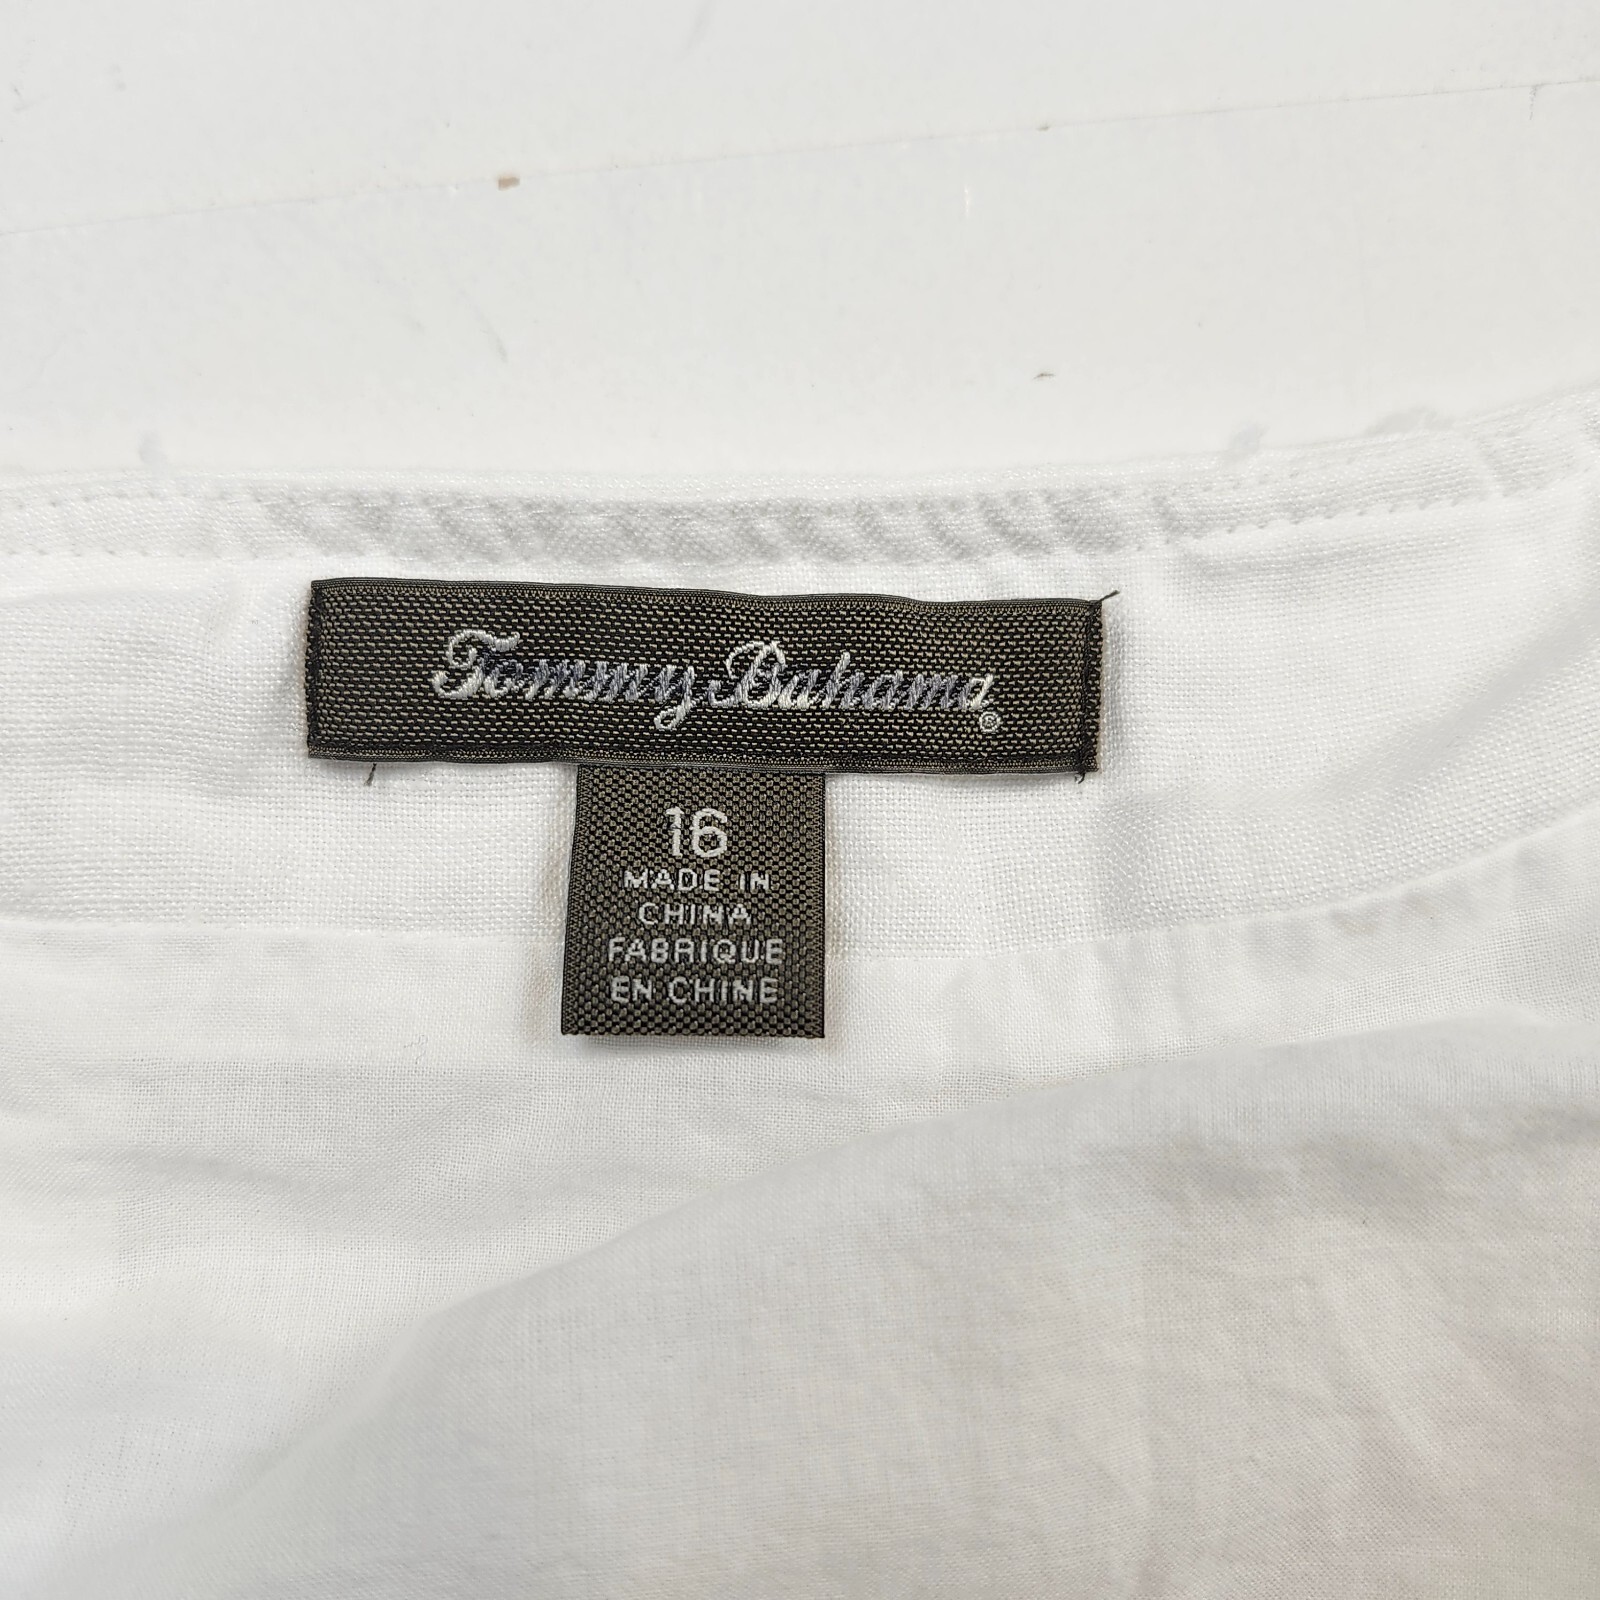 Tommy Bahama®
16
MADE IN
CHINA
FABRIQUE
EN CHINE